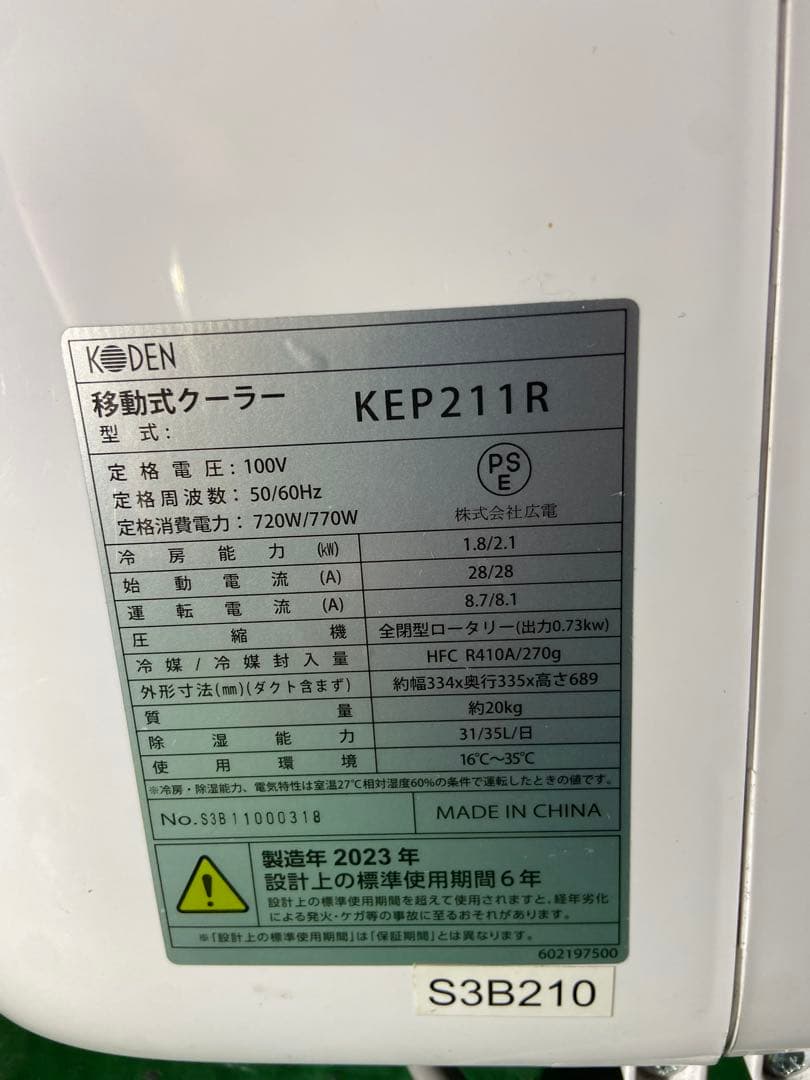 KODEN
移動式クーラー KEP211R
型 式：
定格電圧：100V
定格周波数：50/60Hz
定格消費電力：720W/770W
PS
E
株式会社広電
冷房能力 (kW) 1.8/2.1
始動電流 (A) 28/28
運転電流 (A) 8.7/8.1
圧縮機 全閉型ロータリー(出力0.73kw)
冷媒/冷媒封入量 HFC R410A/270g
外形寸法(mm)(ダクト含まず) 約幅334x奥行335x高さ689
質量 約20kg
除湿能力 31/35L/日
使用環境 16℃～35℃
※冷房・除湿能力、電気特性は室温27℃相対湿度60%の条件で運転したときの値です。
No.S3B11000318 MADE IN CHINA
製造年 2023 年
設計上の標準使用期間 6 年
設計上の標準使用期間を超えて使用されますと、経年劣化
による発火・ケガ等の事故に至るおそれがあります。
※「設計上の標準使用期間」は「保証期間」とは異なります。
602197500
S3B210